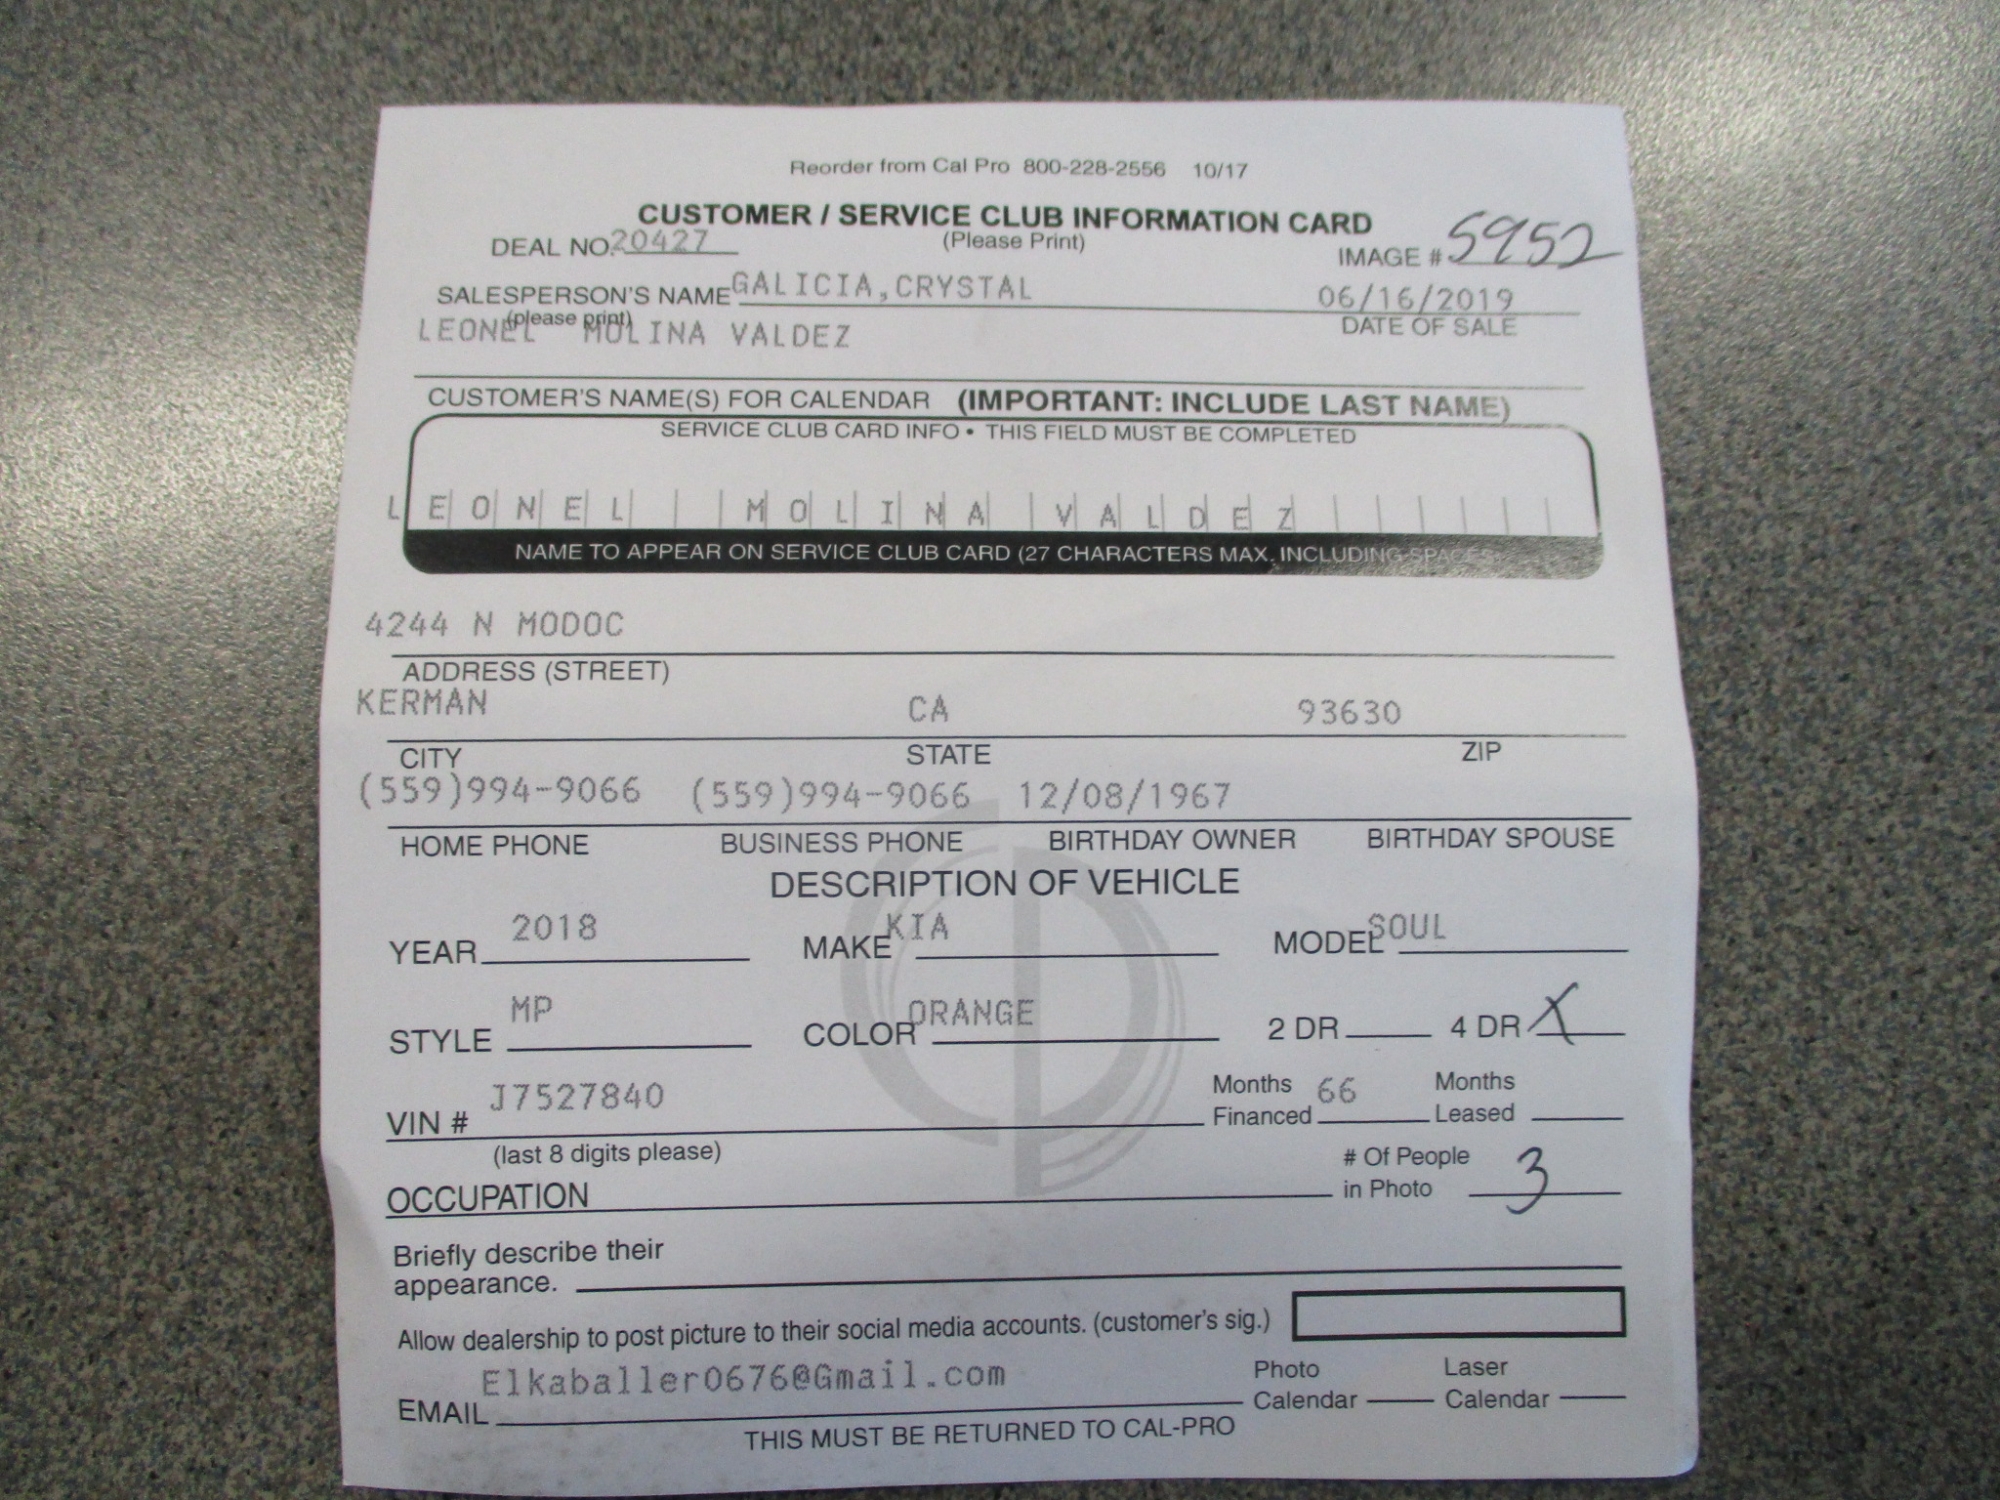 Reorder from Cal Pro 800-228-2556 10/17
CUSTOMER / SERVICE CLUB INFORMATION CARD
(Please Print)
DEAL NO. 20427 IMAGE # 5952
SALESPERSON'S NAME GALICIA,CRYSTAL 06/16/2019
(please print) DATE OF SALE
LEONEL MOLINA VALDEZ
CUSTOMER'S NAME(S) FOR CALENDAR (IMPORTANT: INCLUDE LAST NAME)
SERVICE CLUB CARD INFO • THIS FIELD MUST BE COMPLETED
LEONEL MOLINA VALDEZ
NAME TO APPEAR ON SERVICE CLUB CARD (27 CHARACTERS MAX. INCLUDING SPACES)
4244 N MODOC
ADDRESS (STREET)
KERMAN CA 93630
CITY STATE ZIP
(559)994-9066 (559)994-9066 12/08/1967
HOME PHONE BUSINESS PHONE BIRTHDAY OWNER BIRTHDAY SPOUSE
DESCRIPTION OF VEHICLE
YEAR 2018 MAKE KIA MODEL SOUL
STYLE MP COLOR ORANGE 2 DR 4 DR X
VIN # J7527840 Months Financed 66 Months Leased
(last 8 digits please)
OCCUPATION # Of People in Photo 3
Briefly describe their
appearance.
Allow dealership to post picture to their social media accounts. (customer's sig.)
EMAIL Elkaballer0676@Gmail.com Photo Calendar Laser Calendar
THIS MUST BE RETURNED TO CAL-PRO